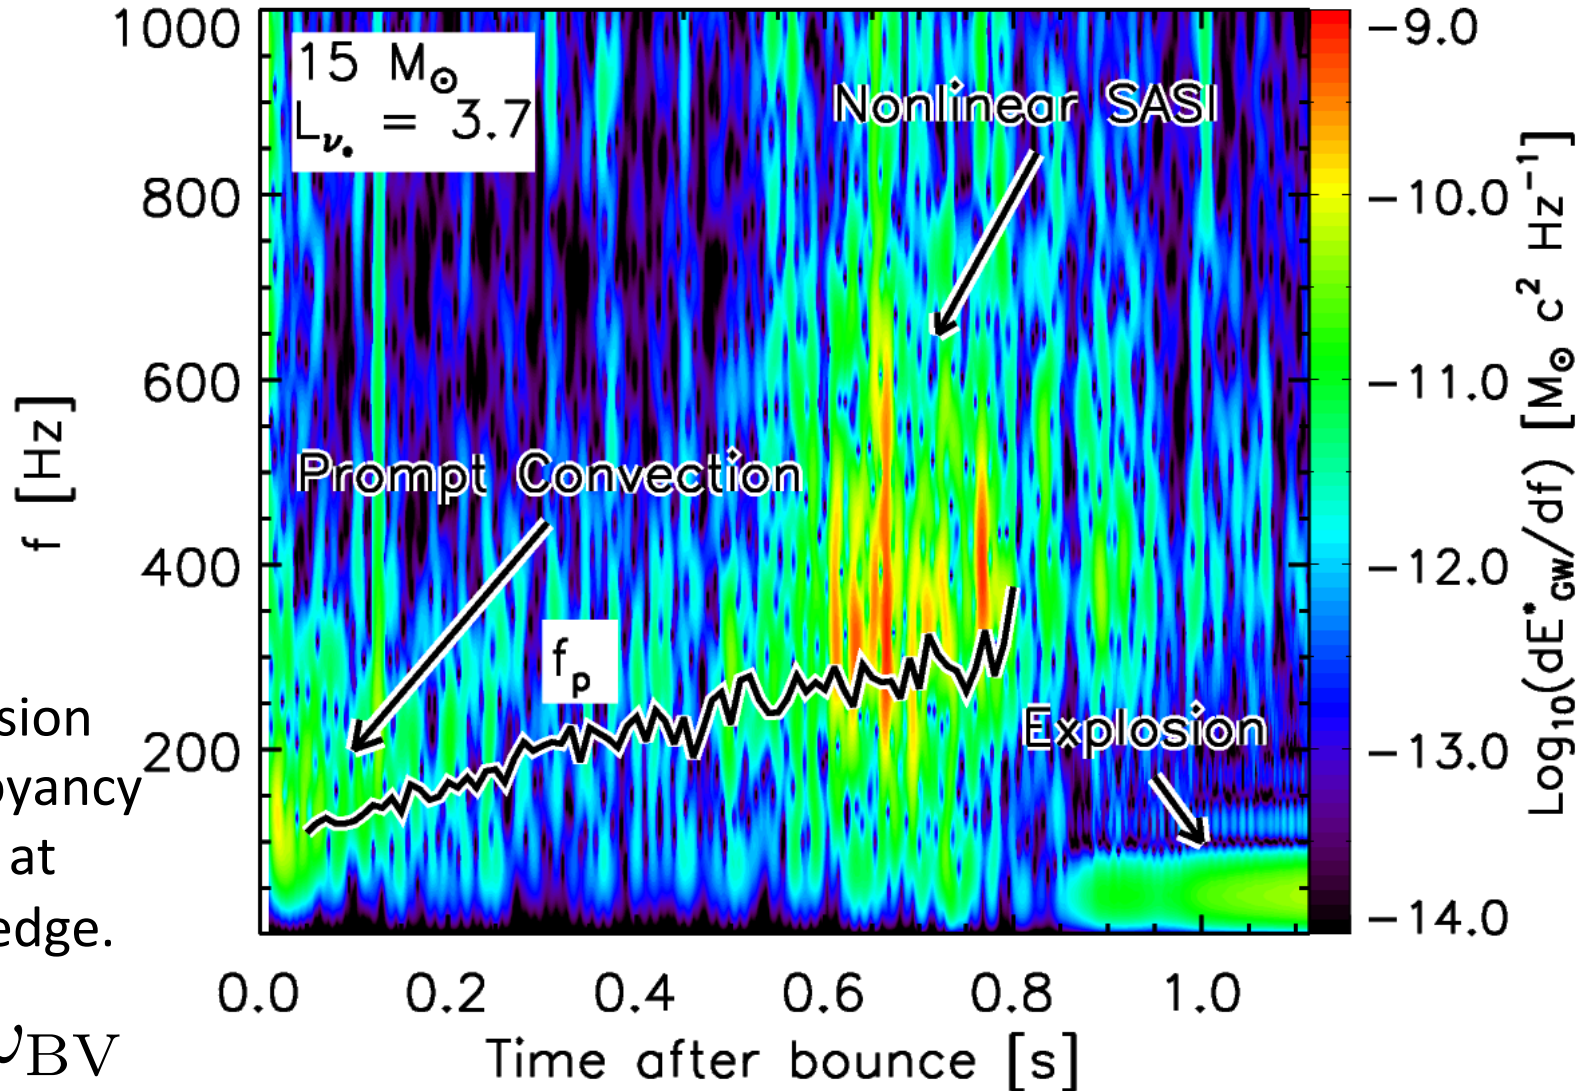 1000
800
600
400
200
f [Hz]
15 M⊙
Lνe = 3.7
Nonlinear SASI
Prompt Convection
fp
Explosion
0.0 0.2 0.4 0.6 0.8 1.0
Time after bounce [s]
−9.0
−10.0
−11.0
−12.0
−13.0
−14.0
Log10(dE*GW/df) [M⊙ c² Hz⁻¹]
sion
oyancy
at
edge.
BV